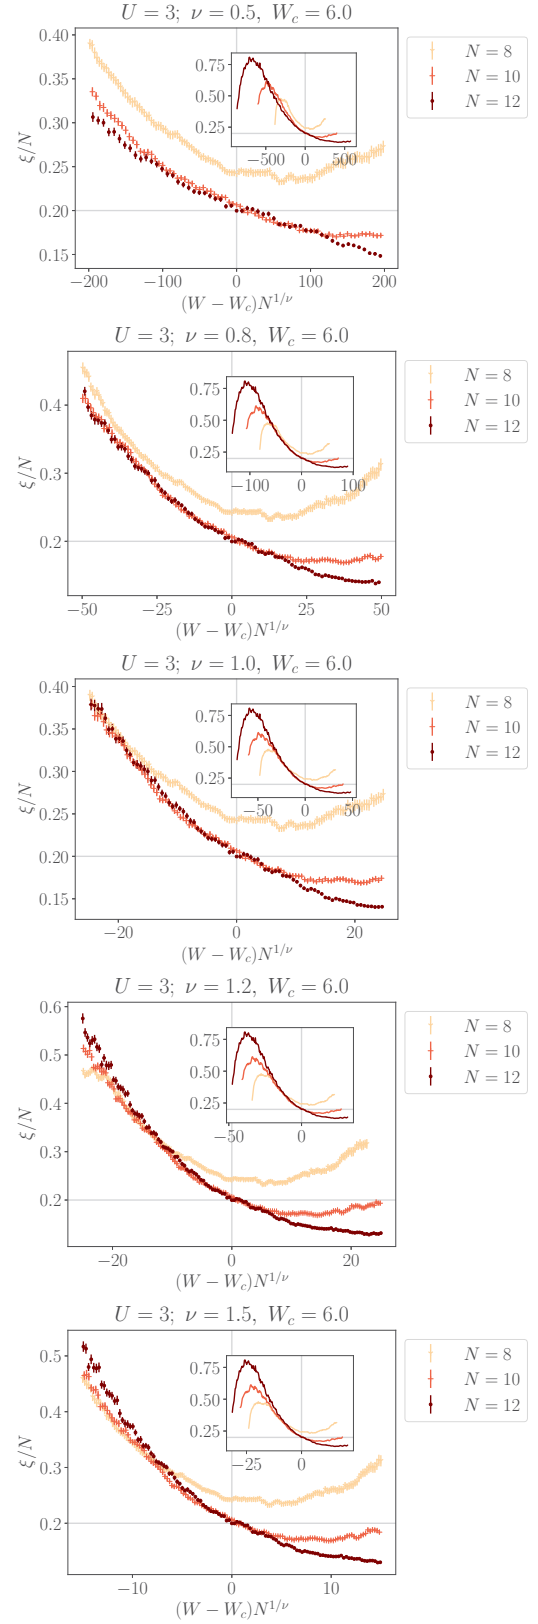 U = 3; ν = 0.5, W_c = 6.0
0.40
0.35
0.30
0.25
0.20
0.15
ξ/N
0.75
0.50
0.25
−500 0 500
−200 −100 0 100 200
(W − W_c)N^{1/ν}
N = 8
N = 10
N = 12
U = 3; ν = 0.8, W_c = 6.0
0.4
0.3
0.2
ξ/N
0.75
0.50
0.25
−100 0 100
−50 −25 0 25 50
(W − W_c)N^{1/ν}
N = 8
N = 10
N = 12
U = 3; ν = 1.0, W_c = 6.0
0.40
0.35
0.30
0.25
0.20
0.15
ξ/N
0.75
0.50
0.25
−50 0 50
−20 0 20
(W − W_c)N^{1/ν}
N = 8
N = 10
N = 12
U = 3; ν = 1.2, W_c = 6.0
0.6
0.5
0.4
0.3
0.2
ξ/N
0.75
0.50
0.25
−50 0
−20 0 20
(W − W_c)N^{1/ν}
N = 8
N = 10
N = 12
U = 3; ν = 1.5, W_c = 6.0
0.5
0.4
0.3
0.2
ξ/N
0.75
0.50
0.25
−25 0
−10 0 10
(W − W_c)N^{1/ν}
N = 8
N = 10
N = 12